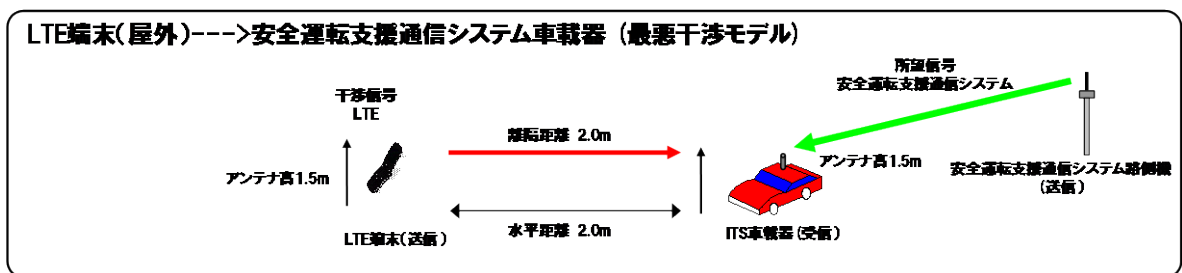 LTE端末(屋外)--->安全運転支援通信システム車載器 (最悪干渉モデル)
所望信号
安全運転支援通信システム
干渉信号
LTE
離隔距離 2.0m
アンテナ高1.5m
アンテナ高1.5m
安全運転支援通信システム路側機
(送信)
水平距離 2.0m
LTE端末(送信)
ITS車載器(受信)